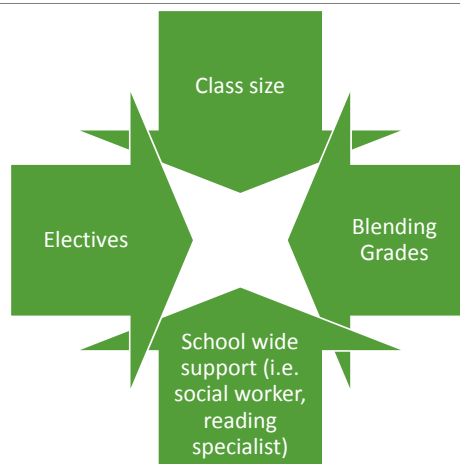 Class size
Electives
Blending
Grades
School wide
support (i.e.
social worker,
reading
specialist)